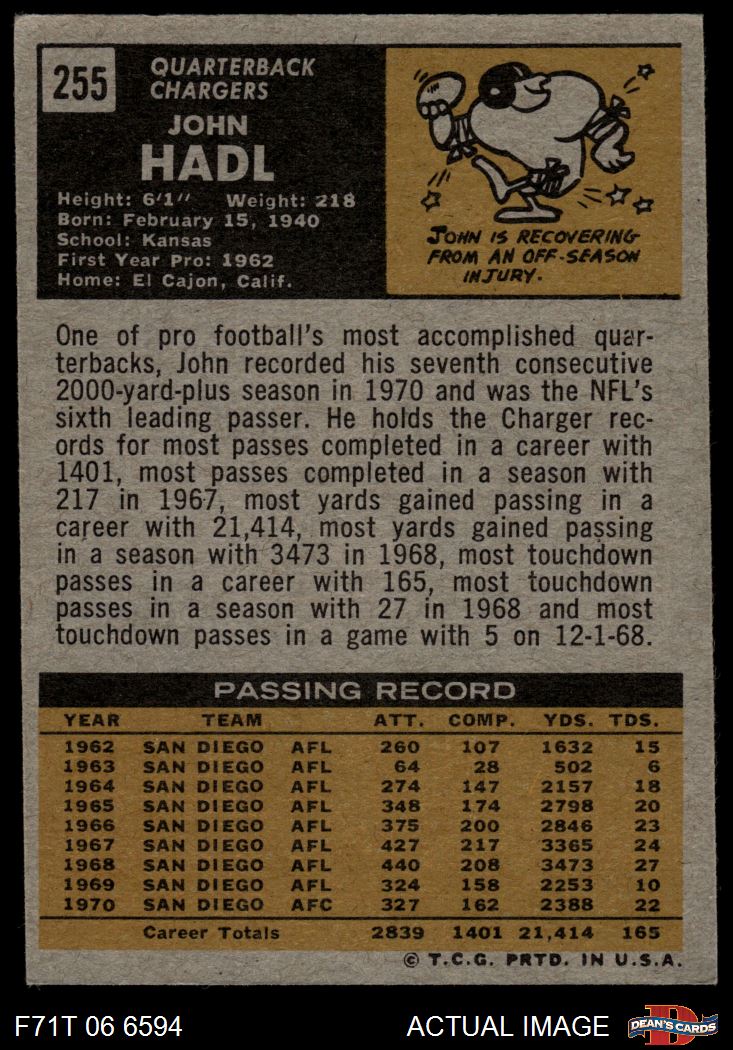 255
QUARTERBACK
CHARGERS
JOHN
HADL
Height: 6'1" Weight: 218
Born: February 15, 1940
School: Kansas
First Year Pro: 1962
Home: El Cajon, Calif.
JOHN IS RECOVERING
FROM AN OFF-SEASON
INJURY.
One of pro football's most accomplished quar-
terbacks, John recorded his seventh consecutive
2000-yard-plus season in 1970 and was the NFL's
sixth leading passer. He holds the Charger rec-
ords for most passes completed in a career with
1401, most passes completed in a season with
217 in 1967, most yards gained passing in a
career with 21,414, most yards gained passing
in a season with 3473 in 1968, most touchdown
passes in a career with 165, most touchdown
passes in a season with 27 in 1968 and most
touchdown passes in a game with 5 on 12-1-68.
PASSING RECORD
YEAR TEAM ATT. COMP. YDS. TDS.
1962 SAN DIEGO AFL 260 107 1632 15
1963 SAN DIEGO AFL 64 28 502 6
1964 SAN DIEGO AFL 274 147 2157 18
1965 SAN DIEGO AFL 348 174 2798 20
1966 SAN DIEGO AFL 375 200 2846 23
1967 SAN DIEGO AFL 427 217 3365 24
1968 SAN DIEGO AFL 440 208 3473 27
1969 SAN DIEGO AFL 324 158 2253 10
1970 SAN DIEGO AFC 327 162 2388 22
Career Totals 2839 1401 21,414 165
© T.C.G. PRTD. IN U.S.A.
F71T 06 6594 ACTUAL IMAGE D DEAN'S CARDS